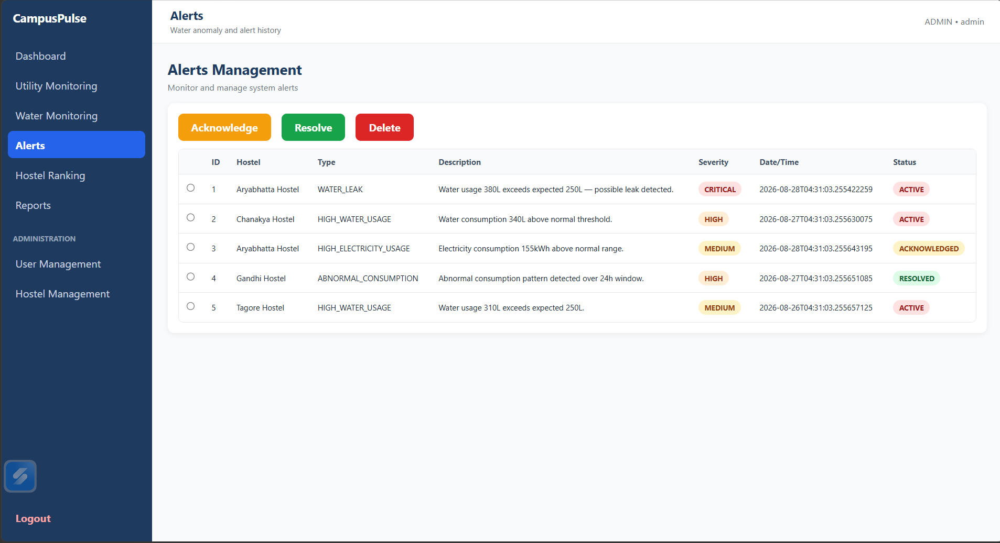 CampusPulse
Dashboard
Utility Monitoring
Water Monitoring
Alerts
Hostel Ranking
Reports
ADMINISTRATION
User Management
Hostel Management
Logout
Alerts
Water anomaly and alert history
ADMIN • admin
Alerts Management
Monitor and manage system alerts
Acknowledge Resolve Delete
ID Hostel Type Description Severity Date/Time Status
1 Aryabhatta Hostel WATER_LEAK Water usage 380L exceeds expected 250L — possible leak detected. CRITICAL 2026-08-28T04:31:03.255422259 ACTIVE
2 Chanakya Hostel HIGH_WATER_USAGE Water consumption 340L above normal threshold. HIGH 2026-08-27T04:31:03.255630075 ACTIVE
3 Aryabhatta Hostel HIGH_ELECTRICITY_USAGE Electricity consumption 155kWh above normal range. MEDIUM 2026-08-28T04:31:03.255643195 ACKNOWLEDGED
4 Gandhi Hostel ABNORMAL_CONSUMPTION Abnormal consumption pattern detected over 24h window. HIGH 2026-08-27T04:31:03.255651085 RESOLVED
5 Tagore Hostel HIGH_WATER_USAGE Water usage 310L exceeds expected 250L. MEDIUM 2026-08-26T04:31:03.255657125 ACTIVE